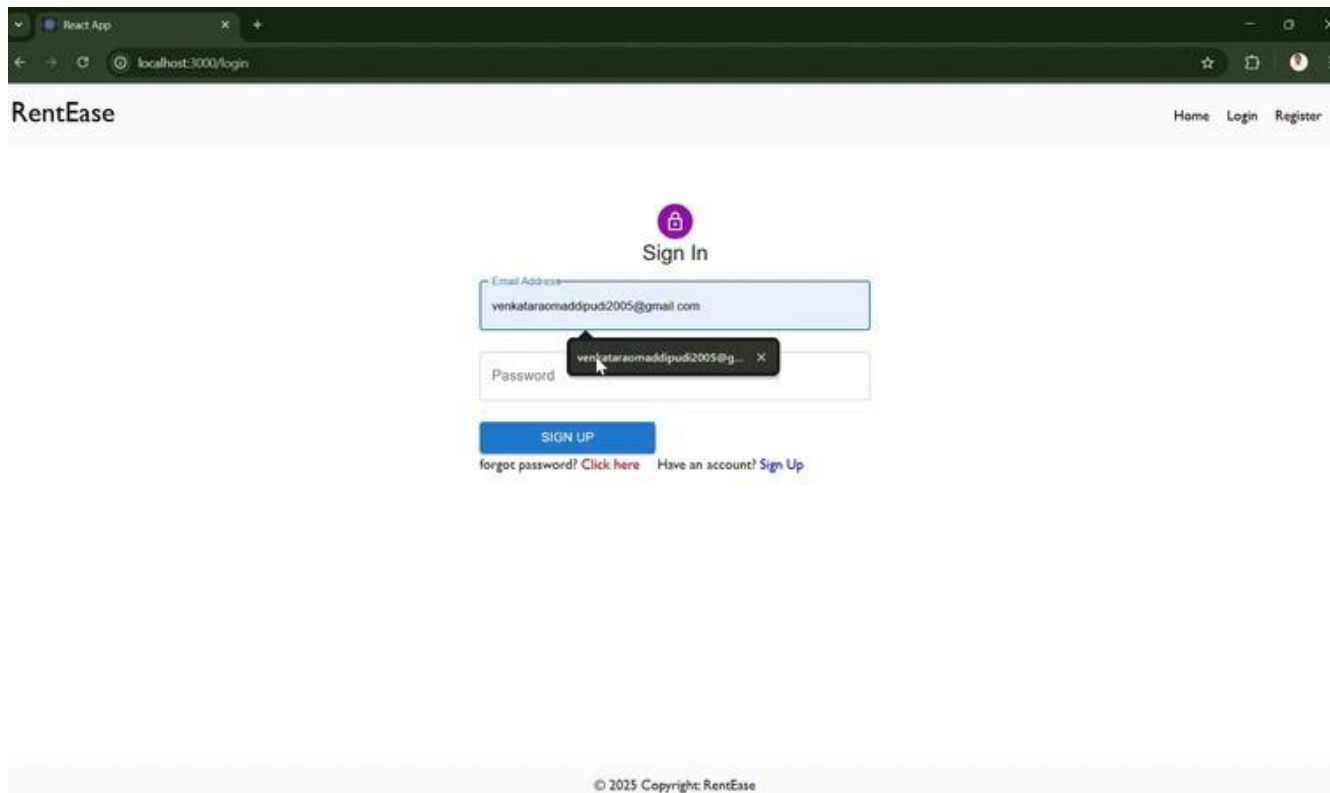 React App
localhost:3000/login
RentEase
Home Login Register
Sign In
Email Address
venkataraomaddipudi2005@gmail.com
venkataraomaddipudi2005@g...
Password
SIGN UP
forgot password? Click here Have an account? Sign Up
© 2025 Copyright: RentEase